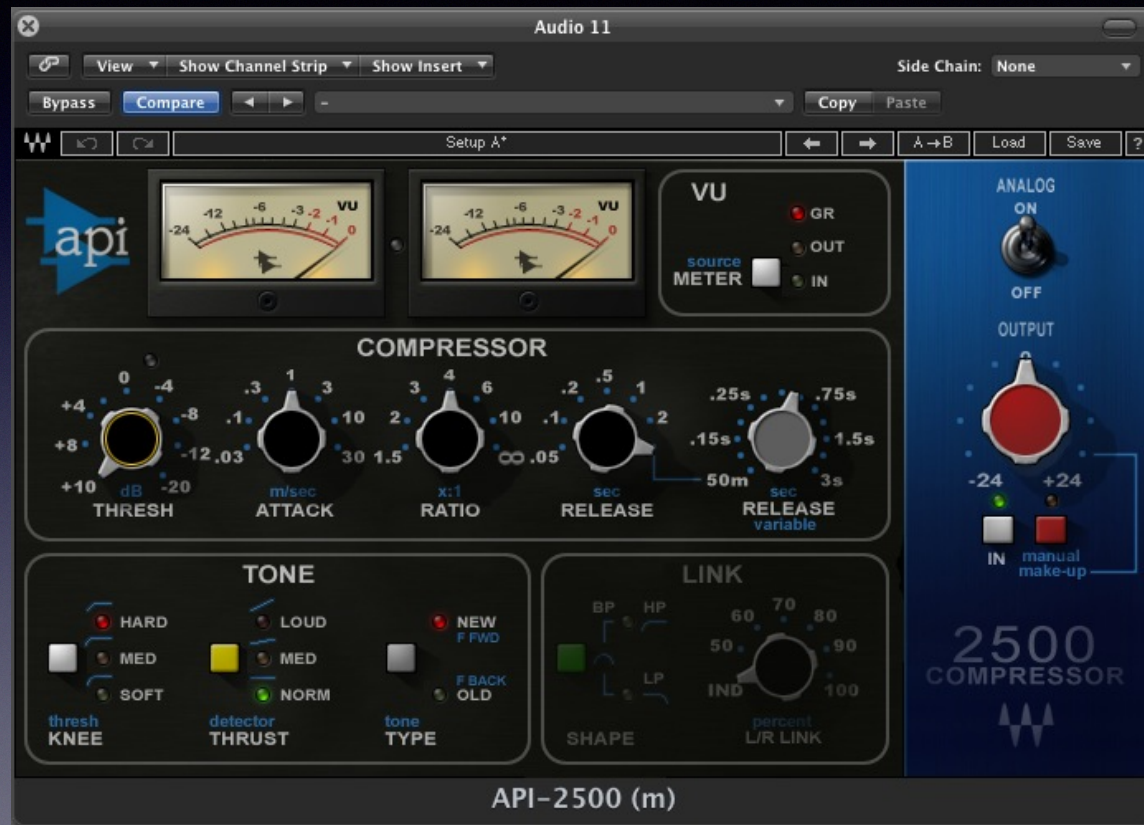 Audio 11
View Show Channel Strip Show Insert Side Chain: None
Bypass Compare - Copy Paste
Setup A* A→B Load Save ?
api
-24 -12 -6 -3 -2 -1 0 VU
-24 -12 -6 -3 -2 -1 0 VU
VU
GR
OUT
IN
source
METER
ANALOG
ON
OFF
OUTPUT
0
-24 +24
IN
manual
make-up
COMPRESSOR
+10 +8 +4 0 -4 -8 -12 -20
dB
THRESH
.03 .1 .3 1 3 10 30
m/sec
ATTACK
1.5 2 3 4 6 10 ∞
x:1
RATIO
.05 .1 .2 .5 1 2
sec
RELEASE
50m .15s .25s .75s 1.5s 3s
sec
RELEASE
variable
TONE
HARD
MED
SOFT
thresh
KNEE
LOUD
MED
NORM
detector
THRUST
NEW
F FWD
F BACK
OLD
tone
TYPE
LINK
BP HP
LP
SHAPE
IND 50 60 70 80 90 100
percent
L/R LINK
2500
COMPRESSOR
API-2500 (m)